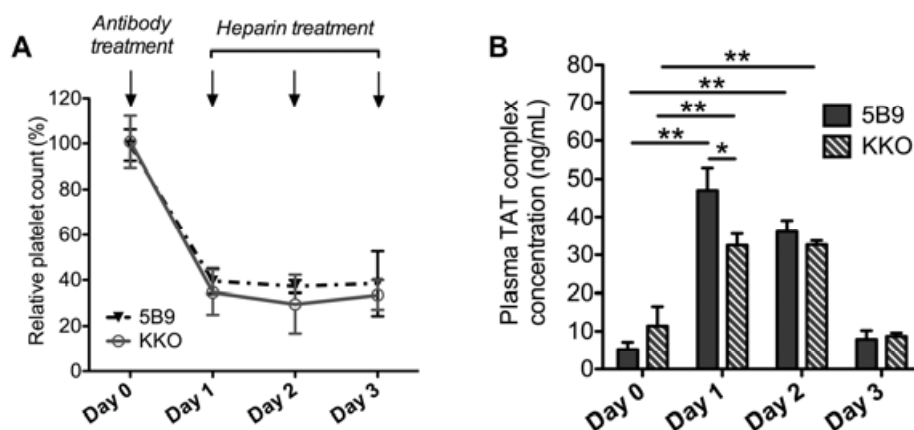 Antibody
treatment
Heparin treatment
A
Relative platelet count (%)
120
100
80
60
40
20
0
5B9
KKO
Day 0
Day 1
Day 2
Day 3
B
Plasma TAT complex
concentration (ng/mL)
80
70
60
50
40
30
20
10
0
**
**
**
**
*
5B9
KKO
Day 0
Day 1
Day 2
Day 3